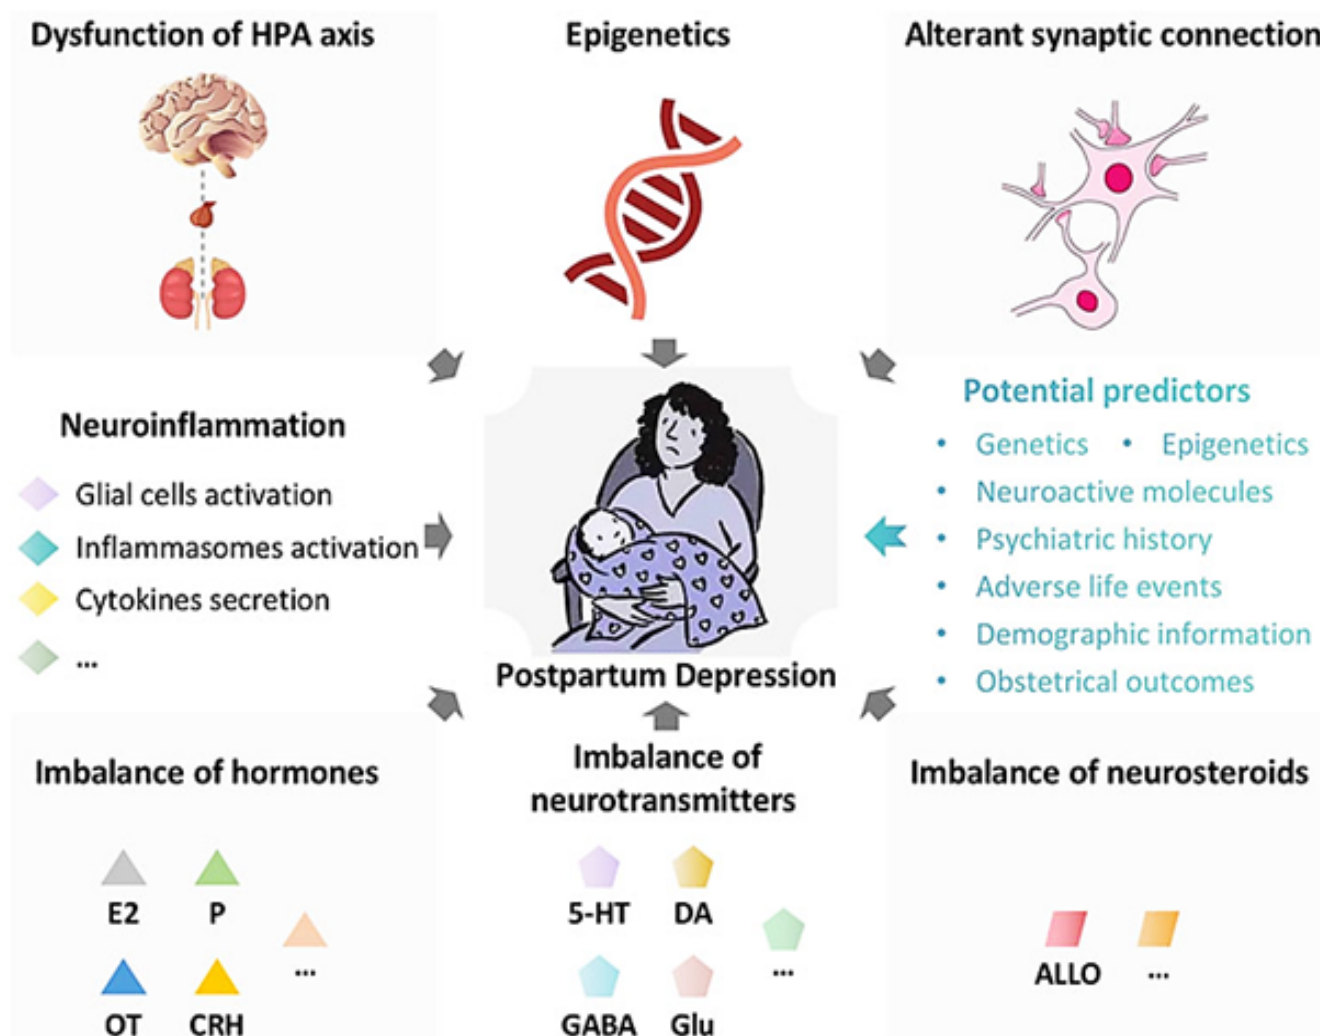 Dysfunction of HPA axis
Epigenetics
Alterant synaptic connection
Neuroinflammation
Glial cells activation
Inflammasomes activation
Cytokines secretion
...
Postpartum Depression
Potential predictors
• Genetics • Epigenetics
• Neuroactive molecules
• Psychiatric history
• Adverse life events
• Demographic information
• Obstetrical outcomes
Imbalance of hormones
E2 P
...
OT CRH
Imbalance of
neurotransmitters
5-HT DA
...
GABA Glu
Imbalance of neurosteroids
ALLO ...